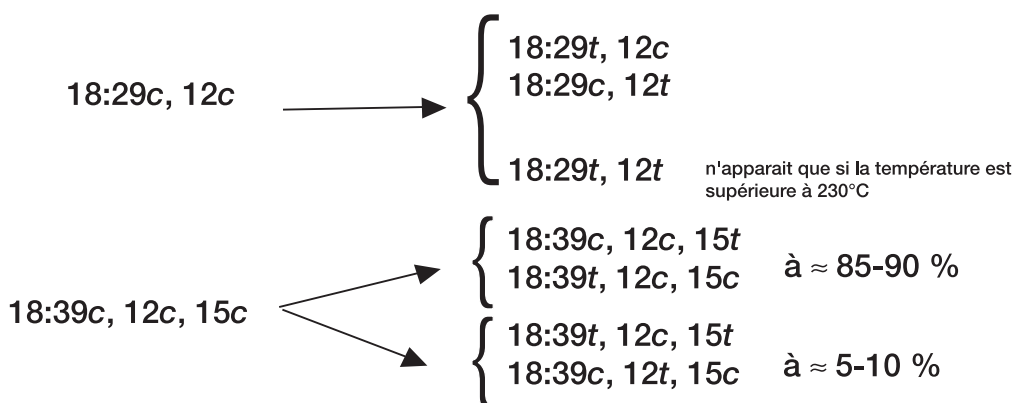 18:29c, 12c
18:29t, 12c
18:29c, 12t
18:29t, 12t
n'apparait que si la température est
supérieure à 230°C
18:39c, 12c, 15c
18:39c, 12c, 15t
18:39t, 12c, 15c
à ≈ 85-90 %
18:39t, 12c, 15t
18:39c, 12t, 15c
à ≈ 5-10 %